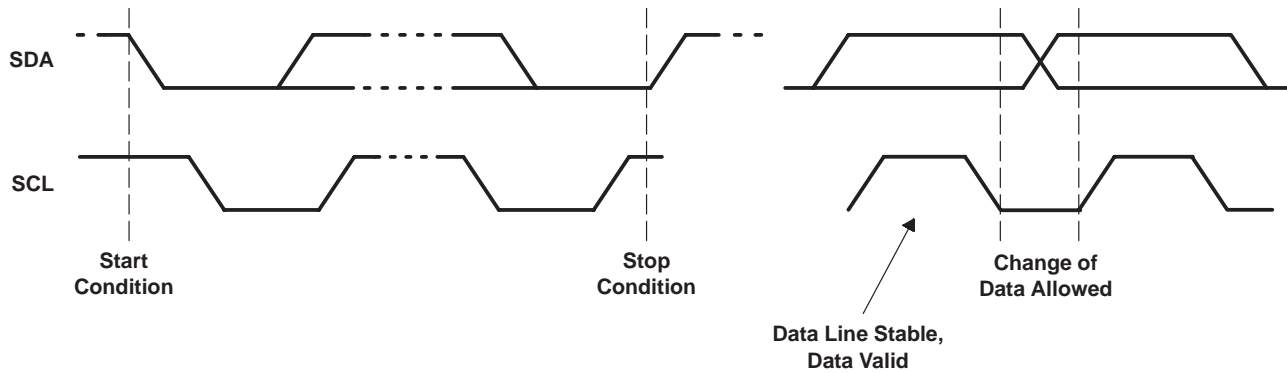 SDA
SCL
Start
Condition
Stop
Condition
Change of
Data Allowed
Data Line Stable,
Data Valid